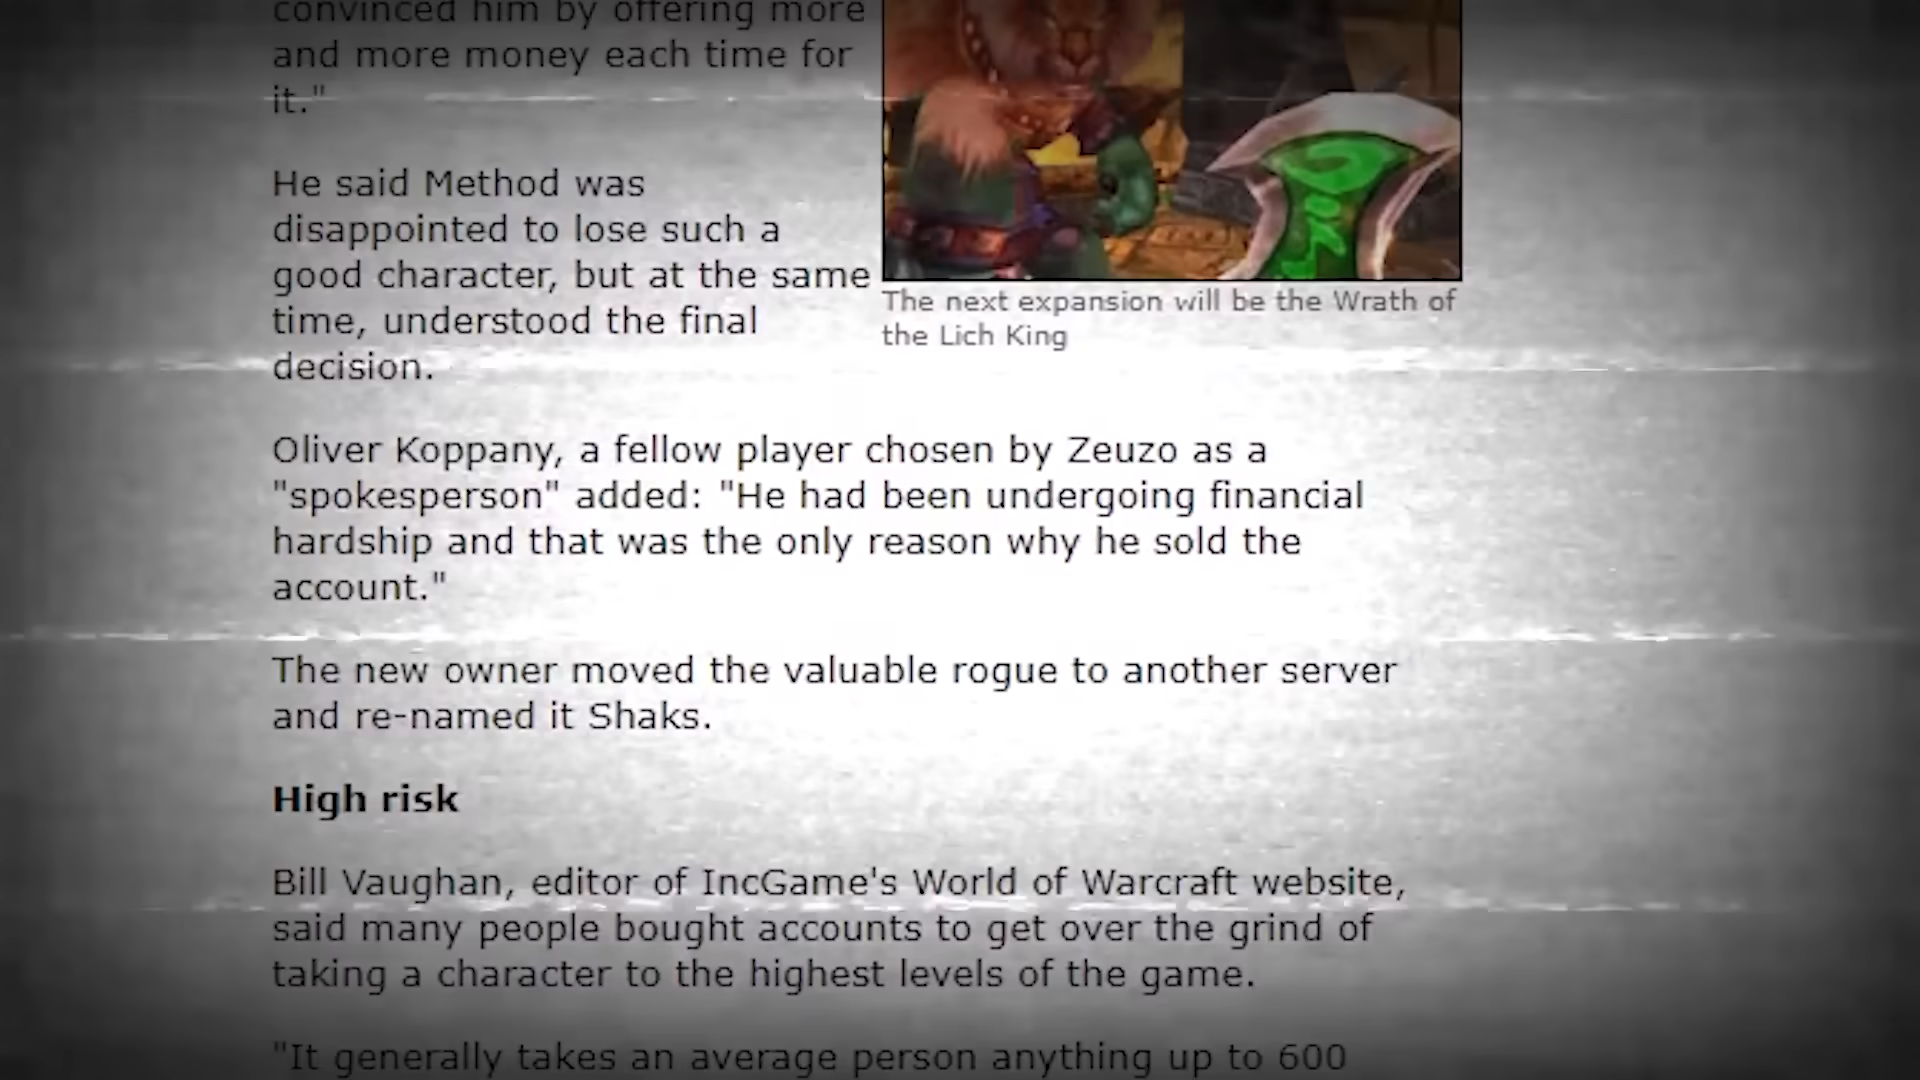 convinced him by offering more
and more money each time for
it."
He said Method was
disappointed to lose such a
good character, but at the same
time, understood the final
decision.
The next expansion will be the Wrath of
the Lich King
Oliver Koppany, a fellow player chosen by Zeuzo as a
"spokesperson" added: "He had been undergoing financial
hardship and that was the only reason why he sold the
account."
The new owner moved the valuable rogue to another server
and re-named it Shaks.
High risk
Bill Vaughan, editor of IncGame's World of Warcraft website,
said many people bought accounts to get over the grind of
taking a character to the highest levels of the game.
"It generally takes an average person anything up to 600